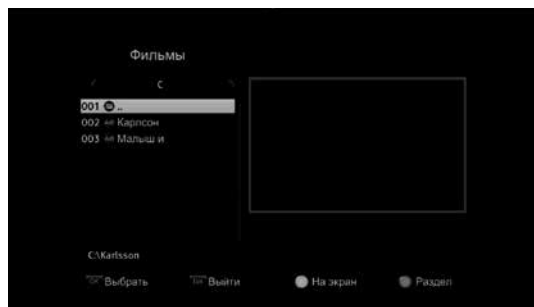 Фильмы
C
001 ..
002 Карлсон
003 Малыш и
C:\Karlsson
Выбрать Выйти На экран Раздел